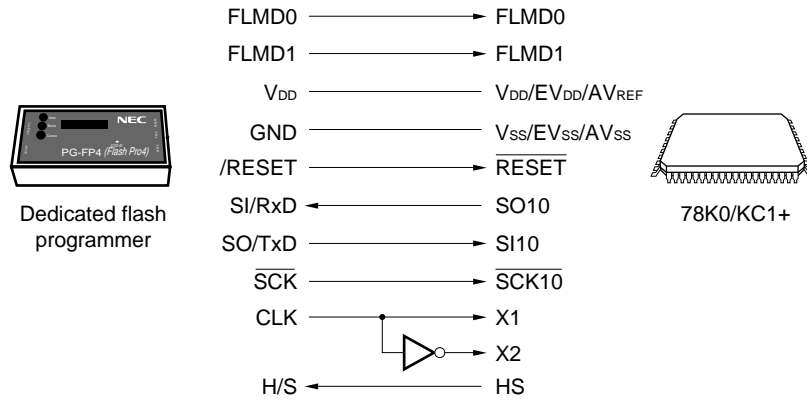 FLMD0 FLMD0
FLMD1 FLMD1
VDD VDD/EVDD/AVREF
GND VSS/EVSS/AVSS
/RESET RESET
SI/RxD SO10
SO/TxD SI10
SCK SCK10
CLK X1
X2
H/S HS
NEC
PG-FP4 (Flash Pro4)
Dedicated flash
programmer
78K0/KC1+